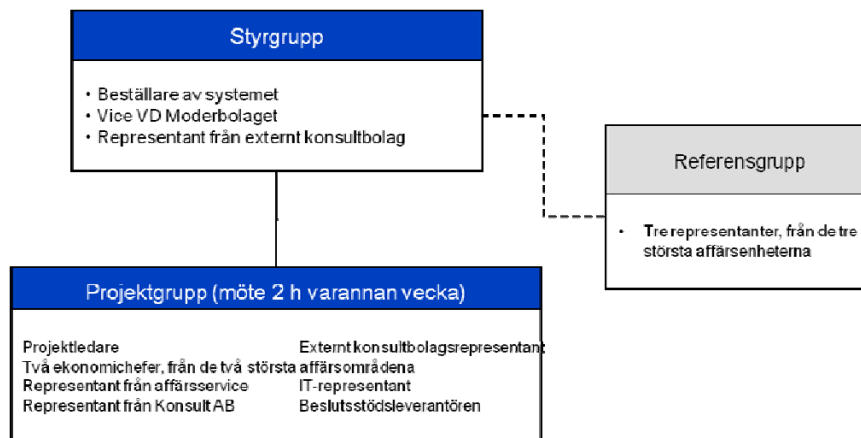 Styrgrupp
• Beställare av systemet
• Vice VD Moderbolaget
• Representant från externt konsultbolag
Referensgrupp
• Tre representanter, från de tre
största affärsenheterna
Projektgrupp (möte 2 h varannan vecka)
Projektledare Externt konsultbolagsrepresentant
Två ekonomichefer, från de två största affärsområdena
Representant från affärsservice IT-representant
Representant från Konsult AB Beslutsstödsleverantören